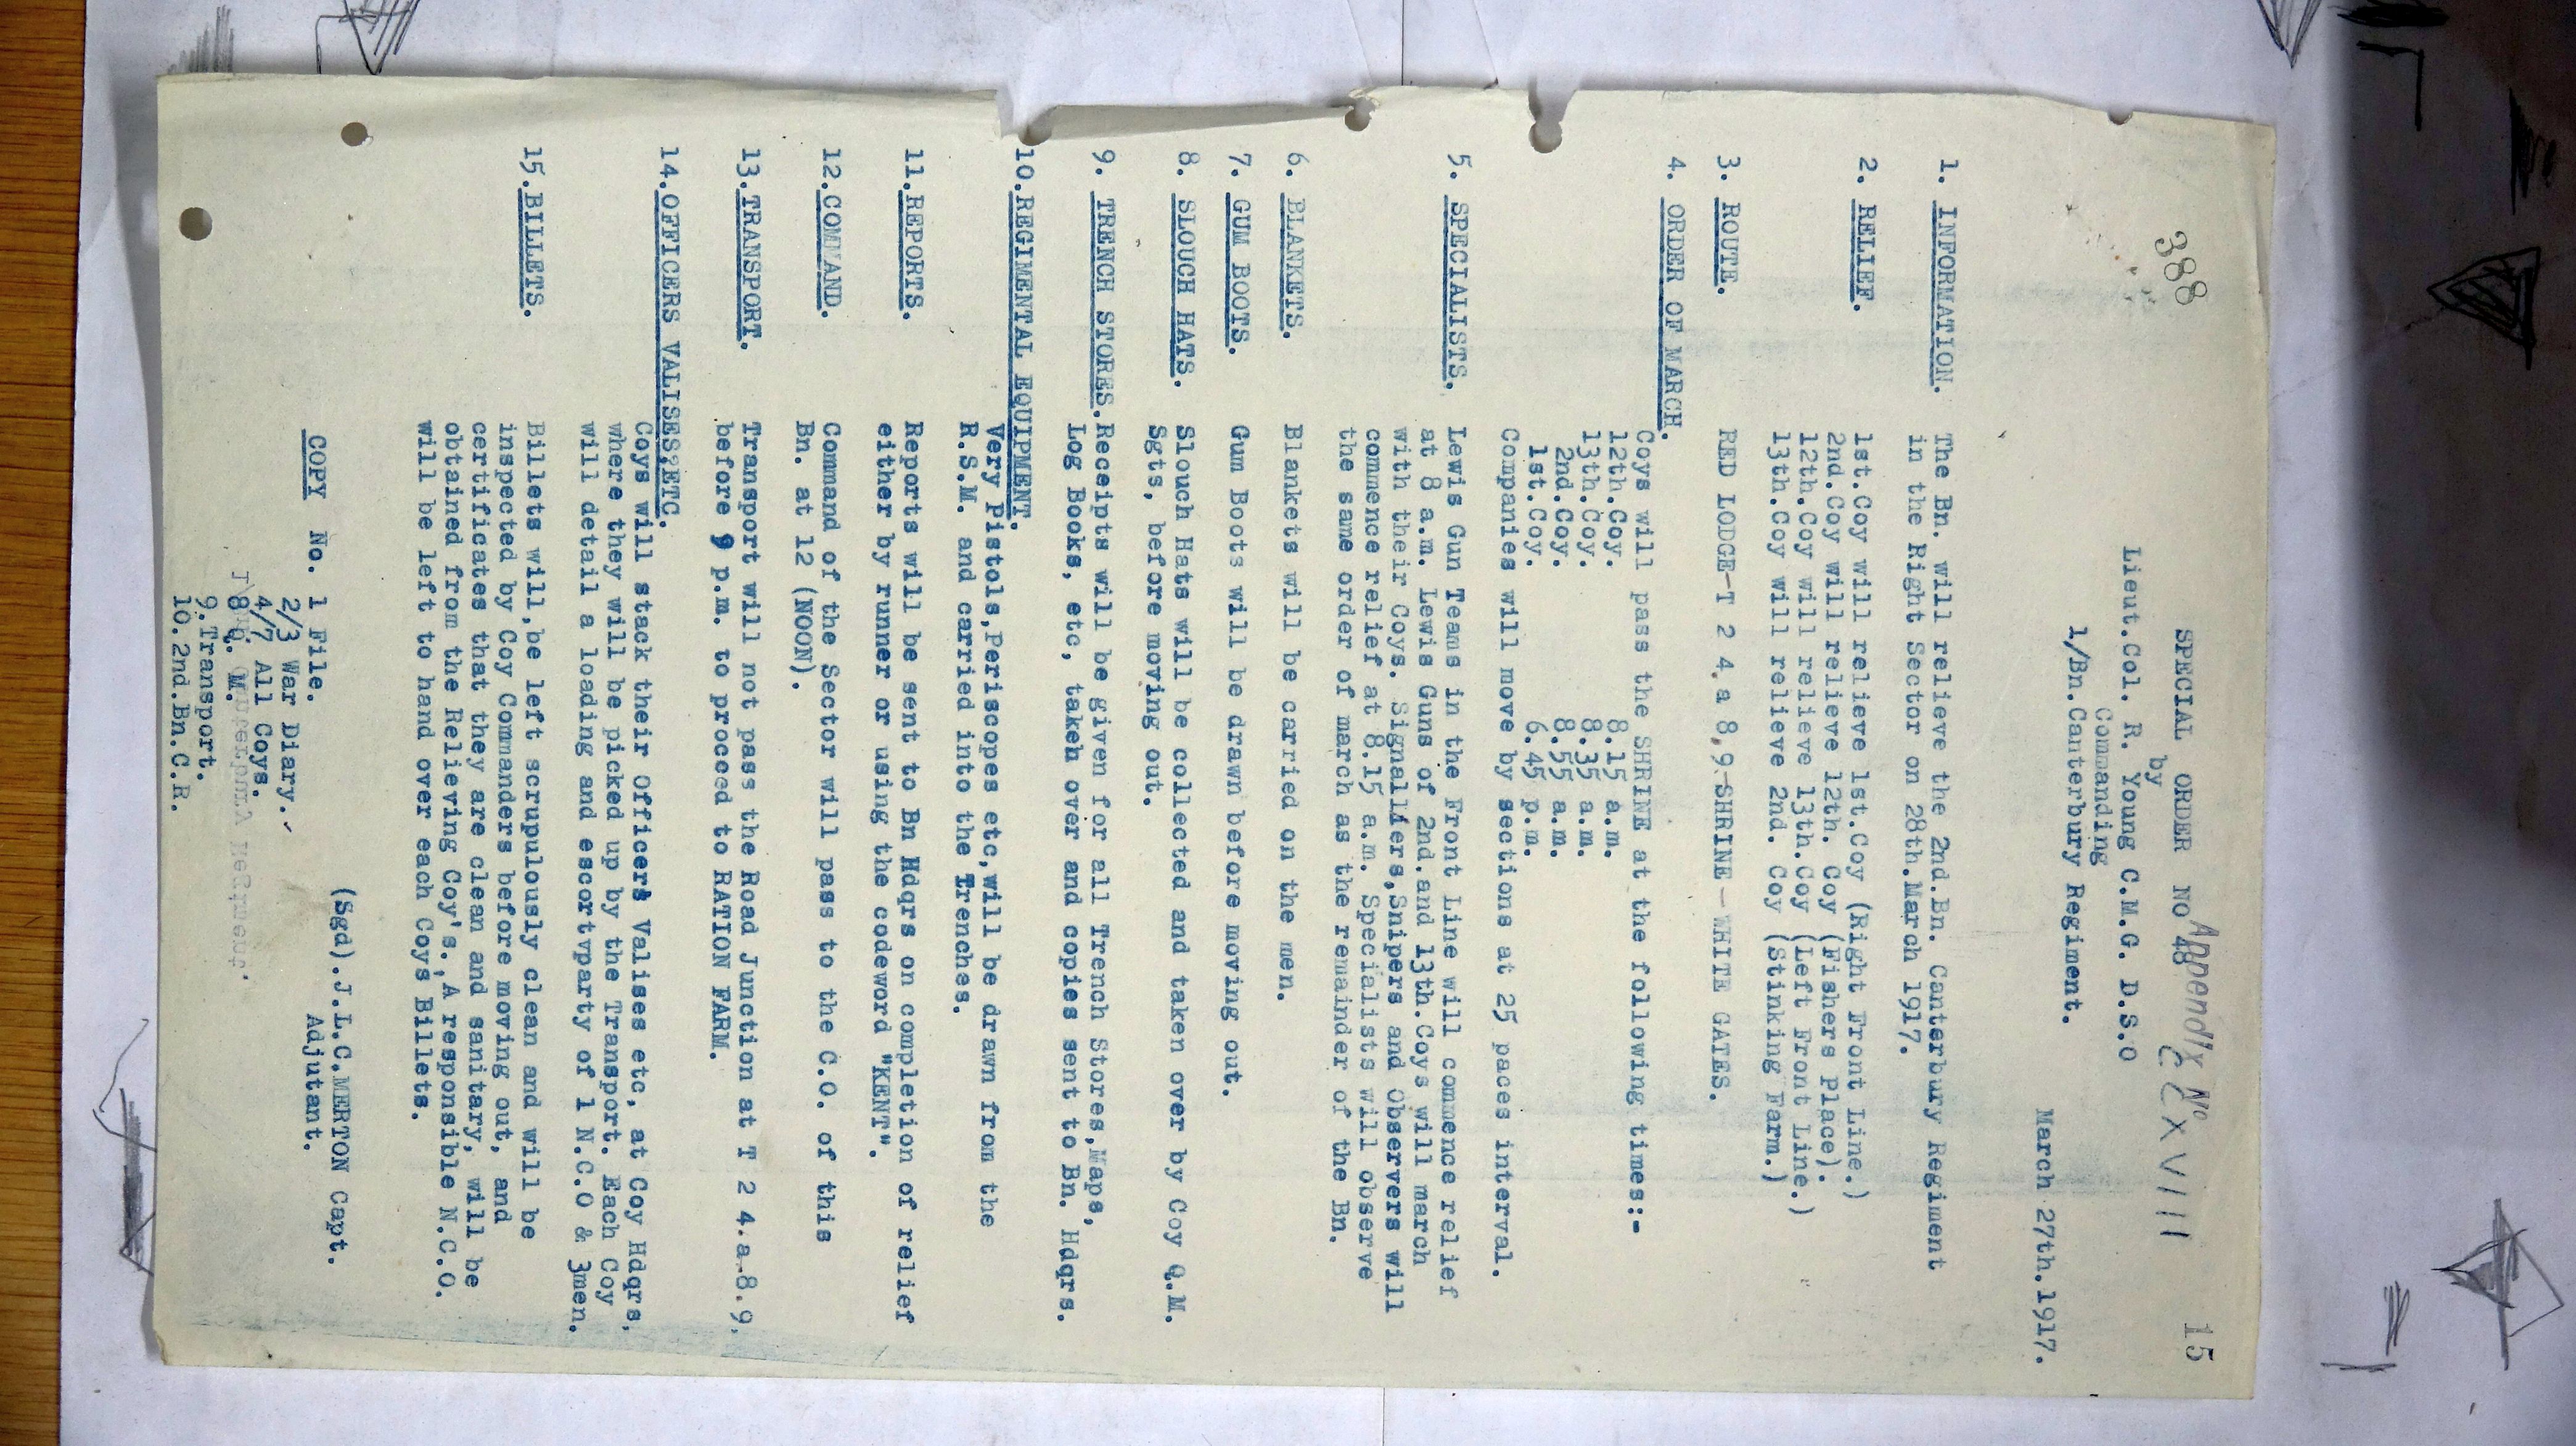 388
15
Appendix No
CCXVIII
SPECIAL ORDER NO 48
by
Lieut.Col. R. Young C.M.G. D.S.O
Commanding
1/Bn.Canterbury Regiment.
March 27th.1917.
1. INFORMATION. The Bn. will relieve the 2nd.Bn. Canterbury Regiment
in the Right Sector on 28th.March 1917.
2. RELIEF. 1st.Coy will relieve 1st.Coy (Right Front Line.)
2nd.Coy will relieve 12th. Coy (Fishers Place).
12th.Coy will relieve 13th.Coy (Left Front Line.)
13th.Coy will relieve 2nd. Coy (Stinking Farm.)
3. ROUTE. RED LODGE-T 2 4.a 8,9-SHRINE-WHITE GATES.
4. ORDER OF MARCH.
Coys will pass the SHRINE at the following times:-
12th.Coy. 8.15 a.m.
13th.Coy. 8.35 a.m.
2nd.Coy. 8.55 a.m.
1st.Coy. 6.45 p.m.
Companies will move by sections at 25 paces interval.
5. SPECIALISTS. Lewis Gun Teams in the Front Line will commence relief
at 8 a.m. Lewis Guns of 2nd.and 13th.Coys will march
with their Coys. Signalliers,Snipers and Observers will
commence relief at 8.15 a.m. Specialists will observe
the same order of march as the remainder of the Bn.
6. BLANKETS. Blankets will be carried on the men.
7. GUM BOOTS. Gum Boots will be drawn before moving out.
8. SLOUCH HATS. Slouch Hats will be collected and taken over by Coy Q.M.
Sgts, before moving out.
9. TRENCH STORES. Receipts will be given for all Trench Stores,Maps,
Log Books, etc, taken over and copies sent to Bn. Hdqrs.
10.REGIMENTAL EQUIPMENT.
Very Pistols,Periscopes etc,will be drawn from the
R.S.M. and carried into the Trenches.
11.REPORTS. Reports will be sent to Bn Hdqrs on completion of relief
either by runner or using the codeword "KENT".
12.COMMAND. Command of the Sector will pass to the C.O. of this
Bn. at 12 (NOON).
13.TRANSPORT. Transport will not pass the Road Junction at T 2 4.a.8.9.
before 9 p.m. to proceed to RATION FARM.
14.OFFICERS VALISES,ETC.
Coys will stack their Officers Valises etc, at Coy Hdqrs,
where they will be picked up by the Transport. Each Coy
will detail a loading and escortvparty of 1 N.C.O & 3men.
15.BILLETS. Billets will,be left scrupulously clean and will be
inspected by Coy Commanders before moving out, and
certificates that they are clean and sanitary, will be
obtained from the Relieving Coy's., A responsible N.C.O.
will be left to hand over each Coys Billets.
(Sgd).J.L.C.MERTON Capt.
Adjutant.
COPY No. 1 File.
2/3 War Diary.
4/7 All Coys.
8 Q. M.
9.Transport.
10.2nd.Bn.C.R.